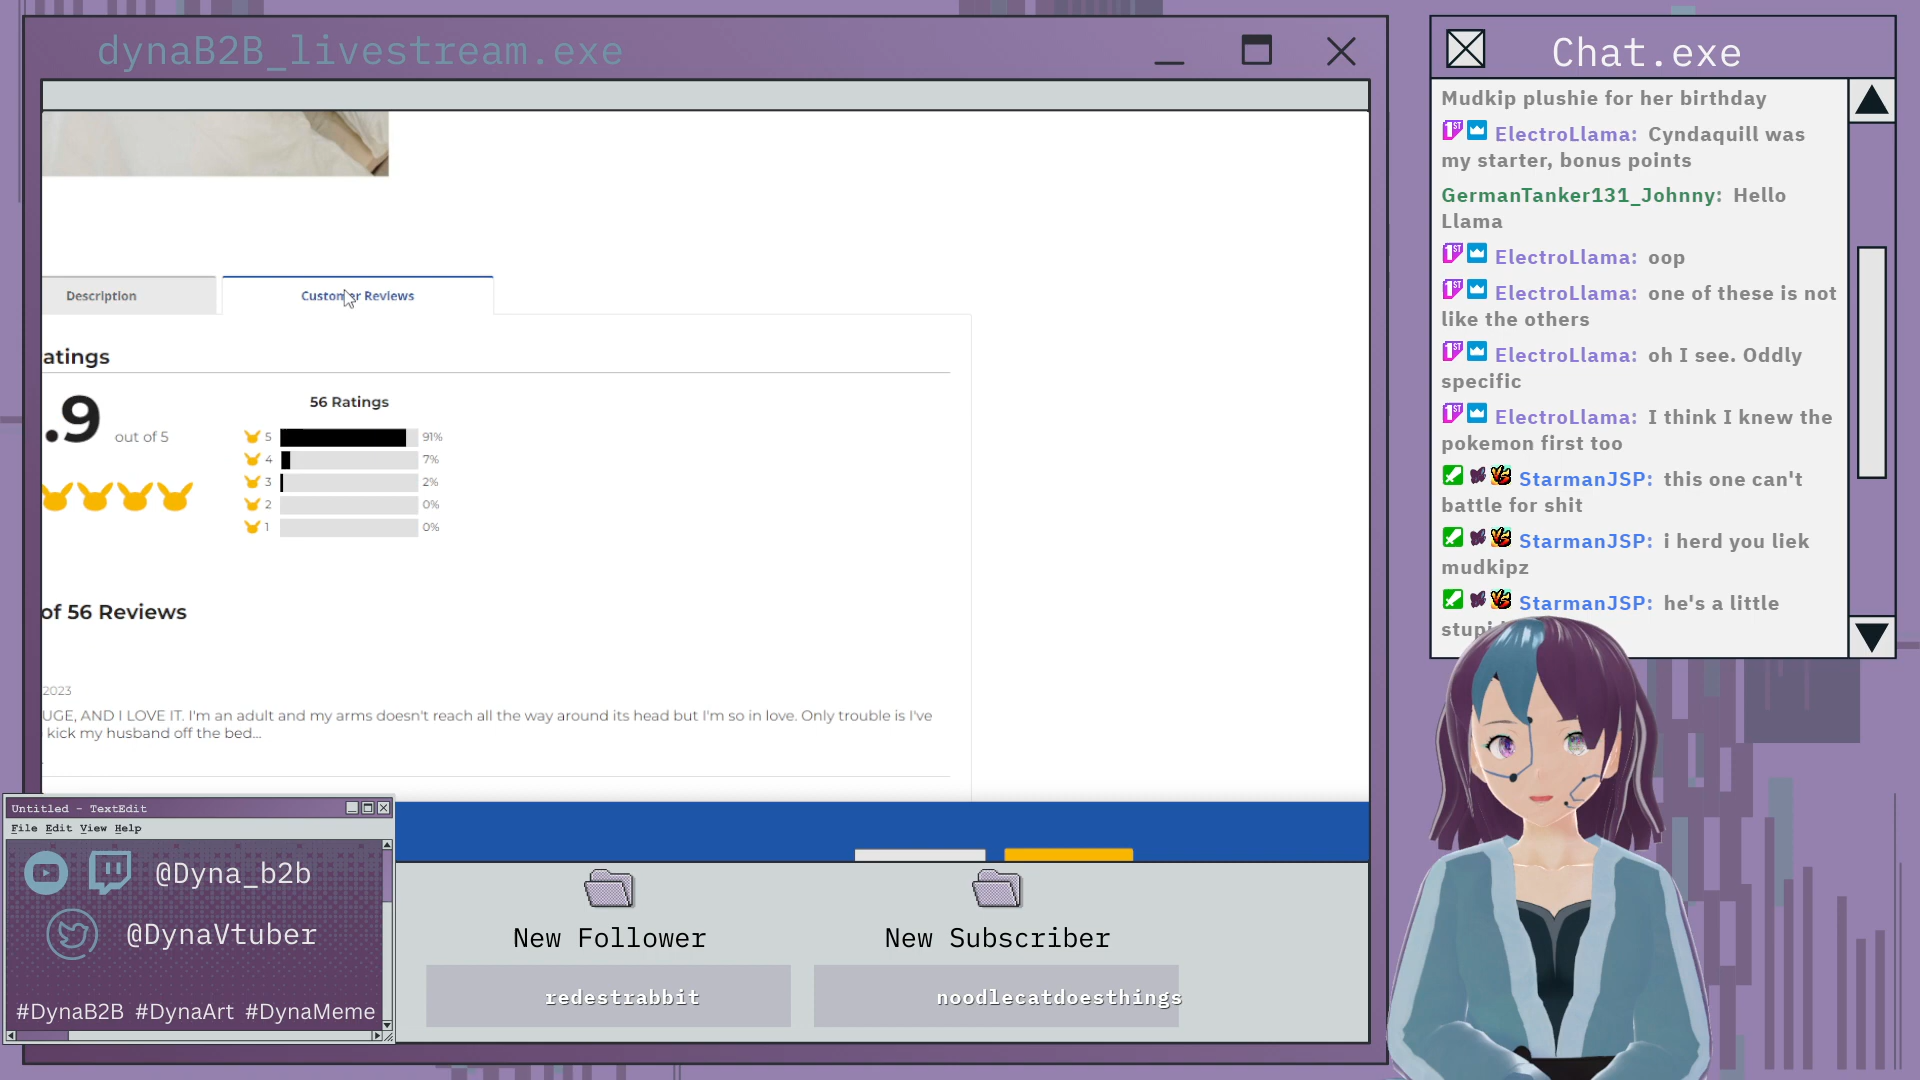 dynaB2B_livestream.exe
Description
Customer Reviews
atings
.9
out of 5
56 Ratings
5 91%
4 7%
3 2%
2 0%
1 0%
of 56 Reviews
2023
UGE, AND I LOVE IT. I'm an adult and my arms doesn't reach all the way around its head but I'm so in love. Only trouble is I've
kick my husband off the bed...
Chat.exe
Mudkip plushie for her birthday
ElectroLlama: Cyndaquill was
my starter, bonus points
GermanTanker131_Johnny: Hello
Llama
ElectroLlama: oop
ElectroLlama: one of these is not
like the others
ElectroLlama: oh I see. Oddly
specific
ElectroLlama: I think I knew the
pokemon first too
StarmanJSP: this one can't
battle for shit
StarmanJSP: i herd you liek
mudkipz
StarmanJSP: he's a little
Untitled - TextEdit
File Edit View Help
@Dyna_b2b
@DynaVtuber
#DynaB2B #DynaArt #DynaMeme
New Follower
redestrabbit
New Subscriber
noodlecatdoesthings